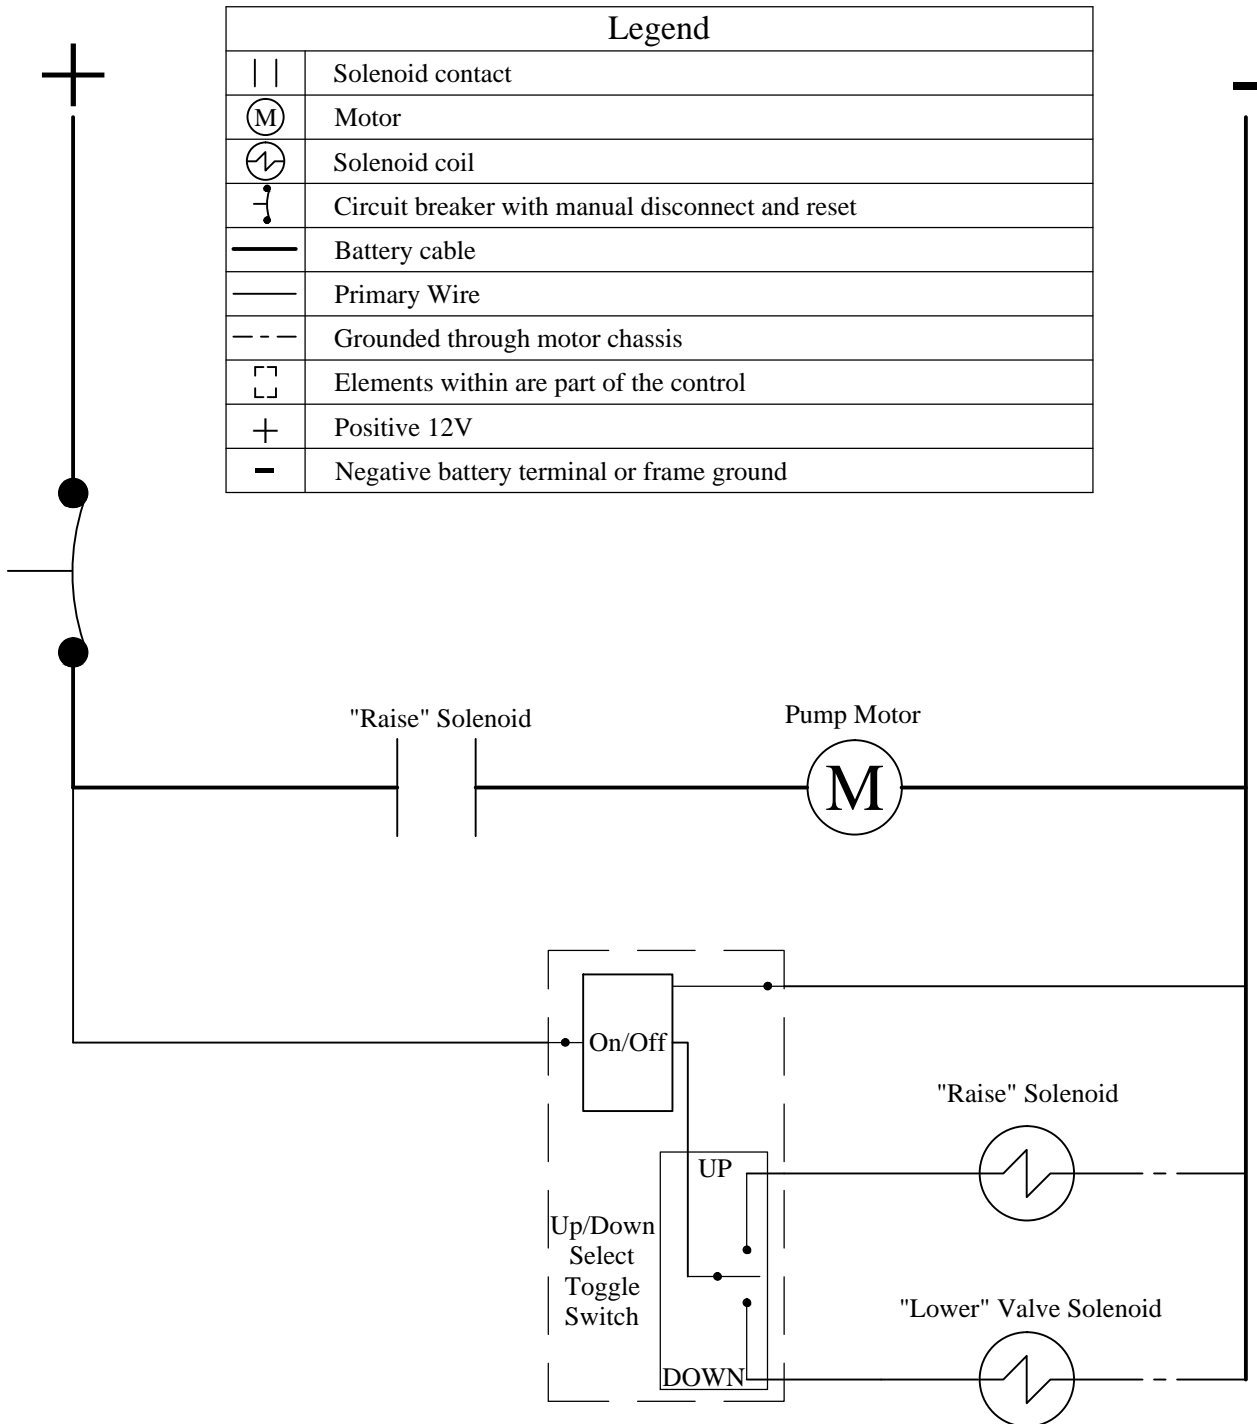 Legend
Solenoid contact
M Motor
Solenoid coil
Circuit breaker with manual disconnect and reset
Battery cable
Primary Wire
Grounded through motor chassis
Elements within are part of the control
+ Positive 12V
- Negative battery terminal or frame ground
+
-
"Raise" Solenoid
Pump Motor
M
On/Off
"Raise" Solenoid
UP
Up/Down
Select
Toggle
Switch
"Lower" Valve Solenoid
DOWN